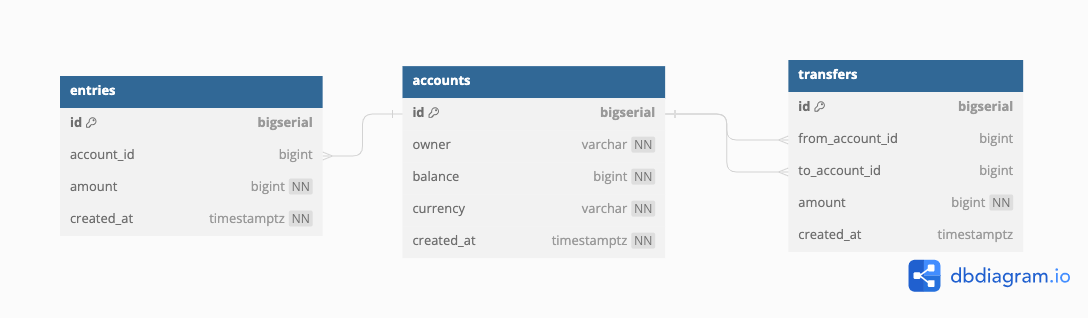 entries
id bigserial
account_id bigint
amount bigint NN
created_at timestamptz NN
accounts
id bigserial
owner varchar NN
balance bigint NN
currency varchar NN
created_at timestamptz NN
transfers
id bigserial
from_account_id bigint
to_account_id bigint
amount bigint NN
created_at timestamptz
dbdiagram.io